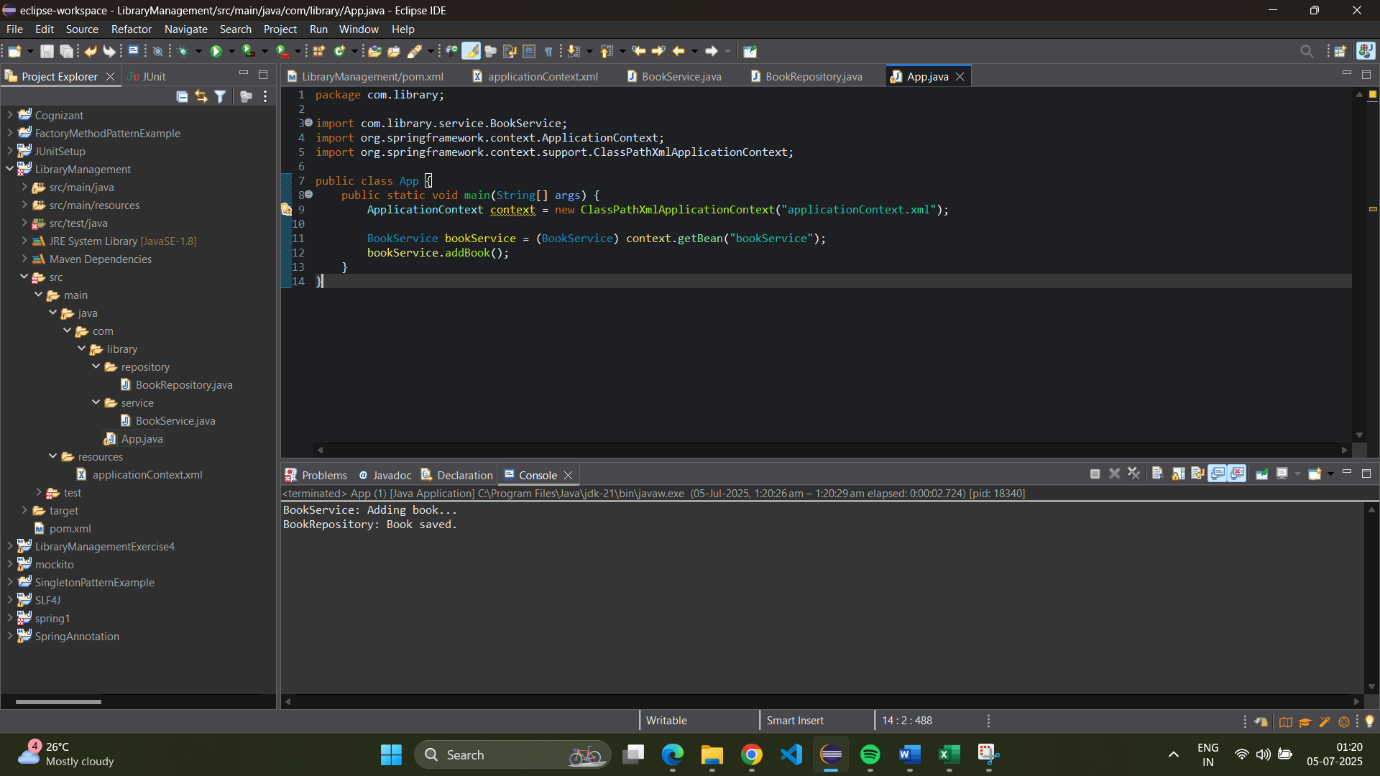 eclipse-workspace - LibraryManagement/src/main/java/com/library/App.java - Eclipse IDE
File Edit Source Refactor Navigate Search Project Run Window Help
Project Explorer
JUnit
Cognizant
FactoryMethodPatternExample
JUnitSetup
LibraryManagement
src/main/java
src/main/resources
src/test/java
JRE System Library [JavaSE-1.8]
Maven Dependencies
src
main
java
com
library
repository
BookRepository.java
service
BookService.java
App.java
resources
applicationContext.xml
test
target
pom.xml
LibraryManagementExercise4
mockito
SingletonPatternExample
SLF4J
spring1
SpringAnnotation
LibraryManagement/pom.xml applicationContext.xml BookService.java BookRepository.java App.java
1 package com.library;
2
3 import com.library.service.BookService;
4 import org.springframework.context.ApplicationContext;
5 import org.springframework.context.support.ClassPathXmlApplicationContext;
6
7 public class App {
8 public static void main(String[] args) {
9 ApplicationContext context = new ClassPathXmlApplicationContext("applicationContext.xml");
10
11 BookService bookService = (BookService) context.getBean("bookService");
12 bookService.addBook();
13 }
14 }
Problems Javadoc Declaration Console
<terminated> App (1) [Java Application] C:\Program Files\Java\jdk-21\bin\javaw.exe (05-Jul-2025, 1:20:26 am – 1:20:29 am elapsed: 0:00:02.724) [pid: 18340]
BookService: Adding book...
BookRepository: Book saved.
Writable Smart Insert 14 : 2 : 488
4
26°C
Mostly cloudy
Search
ENG
IN
01:20
05-07-2025